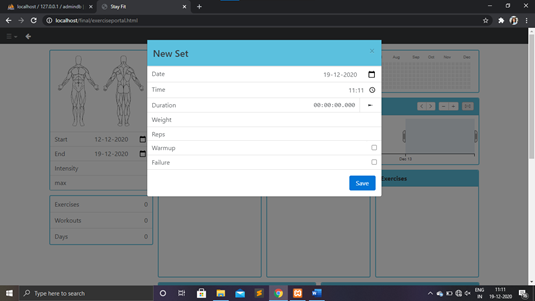 localhost / 127.0.0.1 / admindb
Stay Fit
localhost/final/exerciseportal.html
New Set
Date 19-12-2020
Time 11:11
Duration 00:00:00.000
Weight
Reps
Warmup
Failure
Save
Start 12-12-2020
End 19-12-2020
Intensity
max
Exercises 0
Workouts 0
Days 0
Aug Sep Oct Nov Dec
Dec 13
Exercises
Type here to search
ENG
IN
11:11
19-12-2020